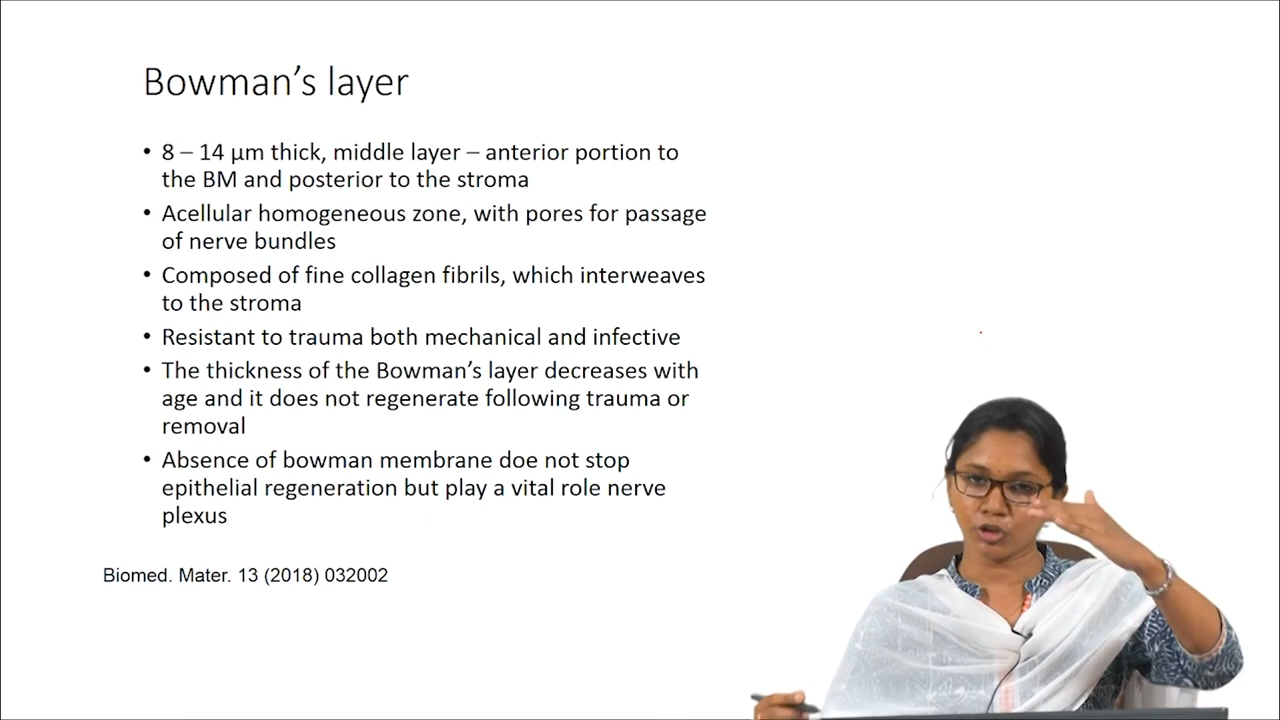 Bowman’s layer
• 8 – 14 µm thick, middle layer – anterior portion to
the BM and posterior to the stroma
• Acellular homogeneous zone, with pores for passage
of nerve bundles
• Composed of fine collagen fibrils, which interweaves
to the stroma
• Resistant to trauma both mechanical and infective
• The thickness of the Bowman’s layer decreases with
age and it does not regenerate following trauma or
removal
• Absence of bowman membrane doe not stop
epithelial regeneration but play a vital role nerve
plexus
Biomed. Mater. 13 (2018) 032002